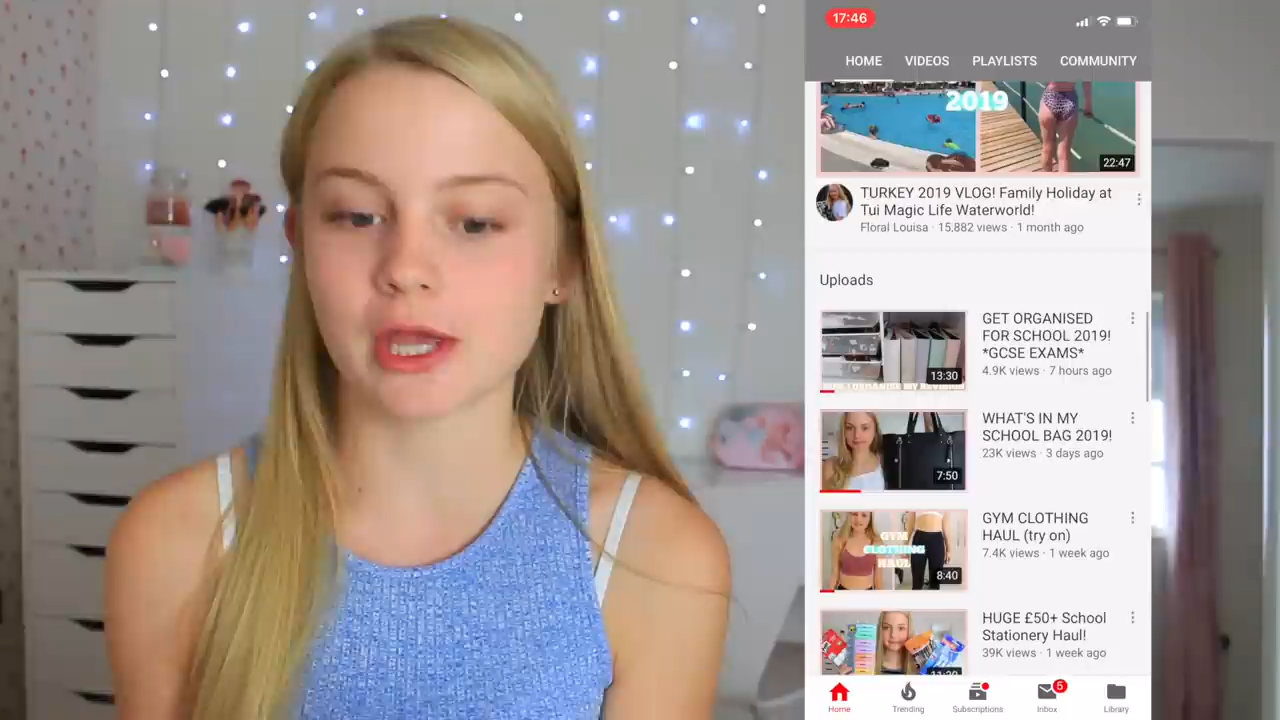 17:46
HOME VIDEOS PLAYLISTS COMMUNITY
2019
22:47
TURKEY 2019 VLOG! Family Holiday at
Tui Magic Life Waterworld!
Floral Louisa · 15,882 views · 1 month ago
Uploads
GET ORGANISED
FOR SCHOOL 2019!
*GCSE EXAMS*
4.9K views · 7 hours ago
13:30
HOW I ORGANISE MY REVISION
WHAT'S IN MY
SCHOOL BAG 2019!
23K views · 3 days ago
7:50
GYM CLOTHING
HAUL (try on)
7.4K views · 1 week ago
GYM
CLOTHING
HAUL
8:40
HUGE £50+ School
Stationery Haul!
39K views · 1 week ago
Home Trending Subscriptions Inbox Library
5